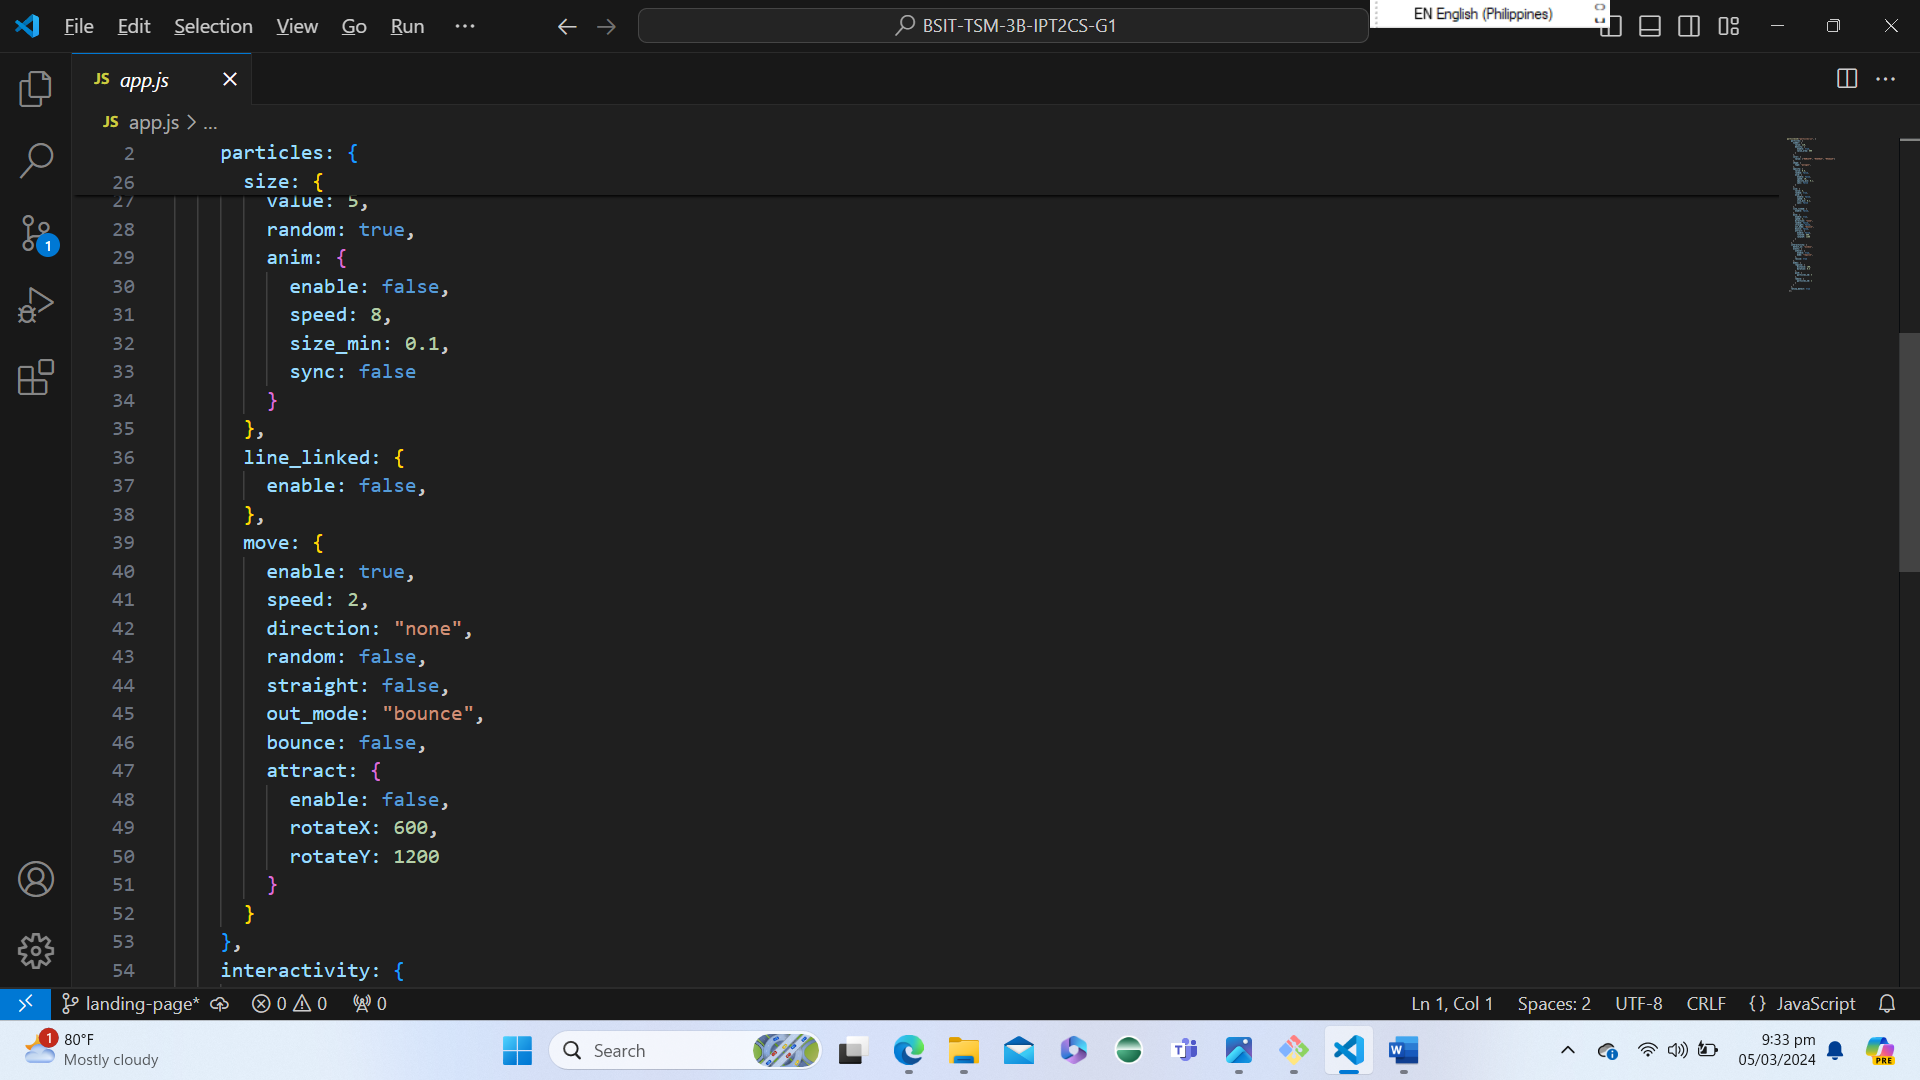 File Edit Selection View Go Run ...
BSIT-TSM-3B-IPT2CS-G1
EN English (Philippines)
JS app.js
JS app.js > ...
2 particles: {
26 size: {
27 value: 5,
28 random: true,
29 anim: {
30 enable: false,
31 speed: 8,
32 size_min: 0.1,
33 sync: false
34 }
35 },
36 line_linked: {
37 enable: false,
38 },
39 move: {
40 enable: true,
41 speed: 2,
42 direction: "none",
43 random: false,
44 straight: false,
45 out_mode: "bounce",
46 bounce: false,
47 attract: {
48 enable: false,
49 rotateX: 600,
50 rotateY: 1200
51 }
52 }
53 },
54 interactivity: {
1
landing-page* 0 0 0 Ln 1, Col 1 Spaces: 2 UTF-8 CRLF {} JavaScript
1
80°F
Mostly cloudy
Search
T
W
PRE
9:33 pm
05/03/2024